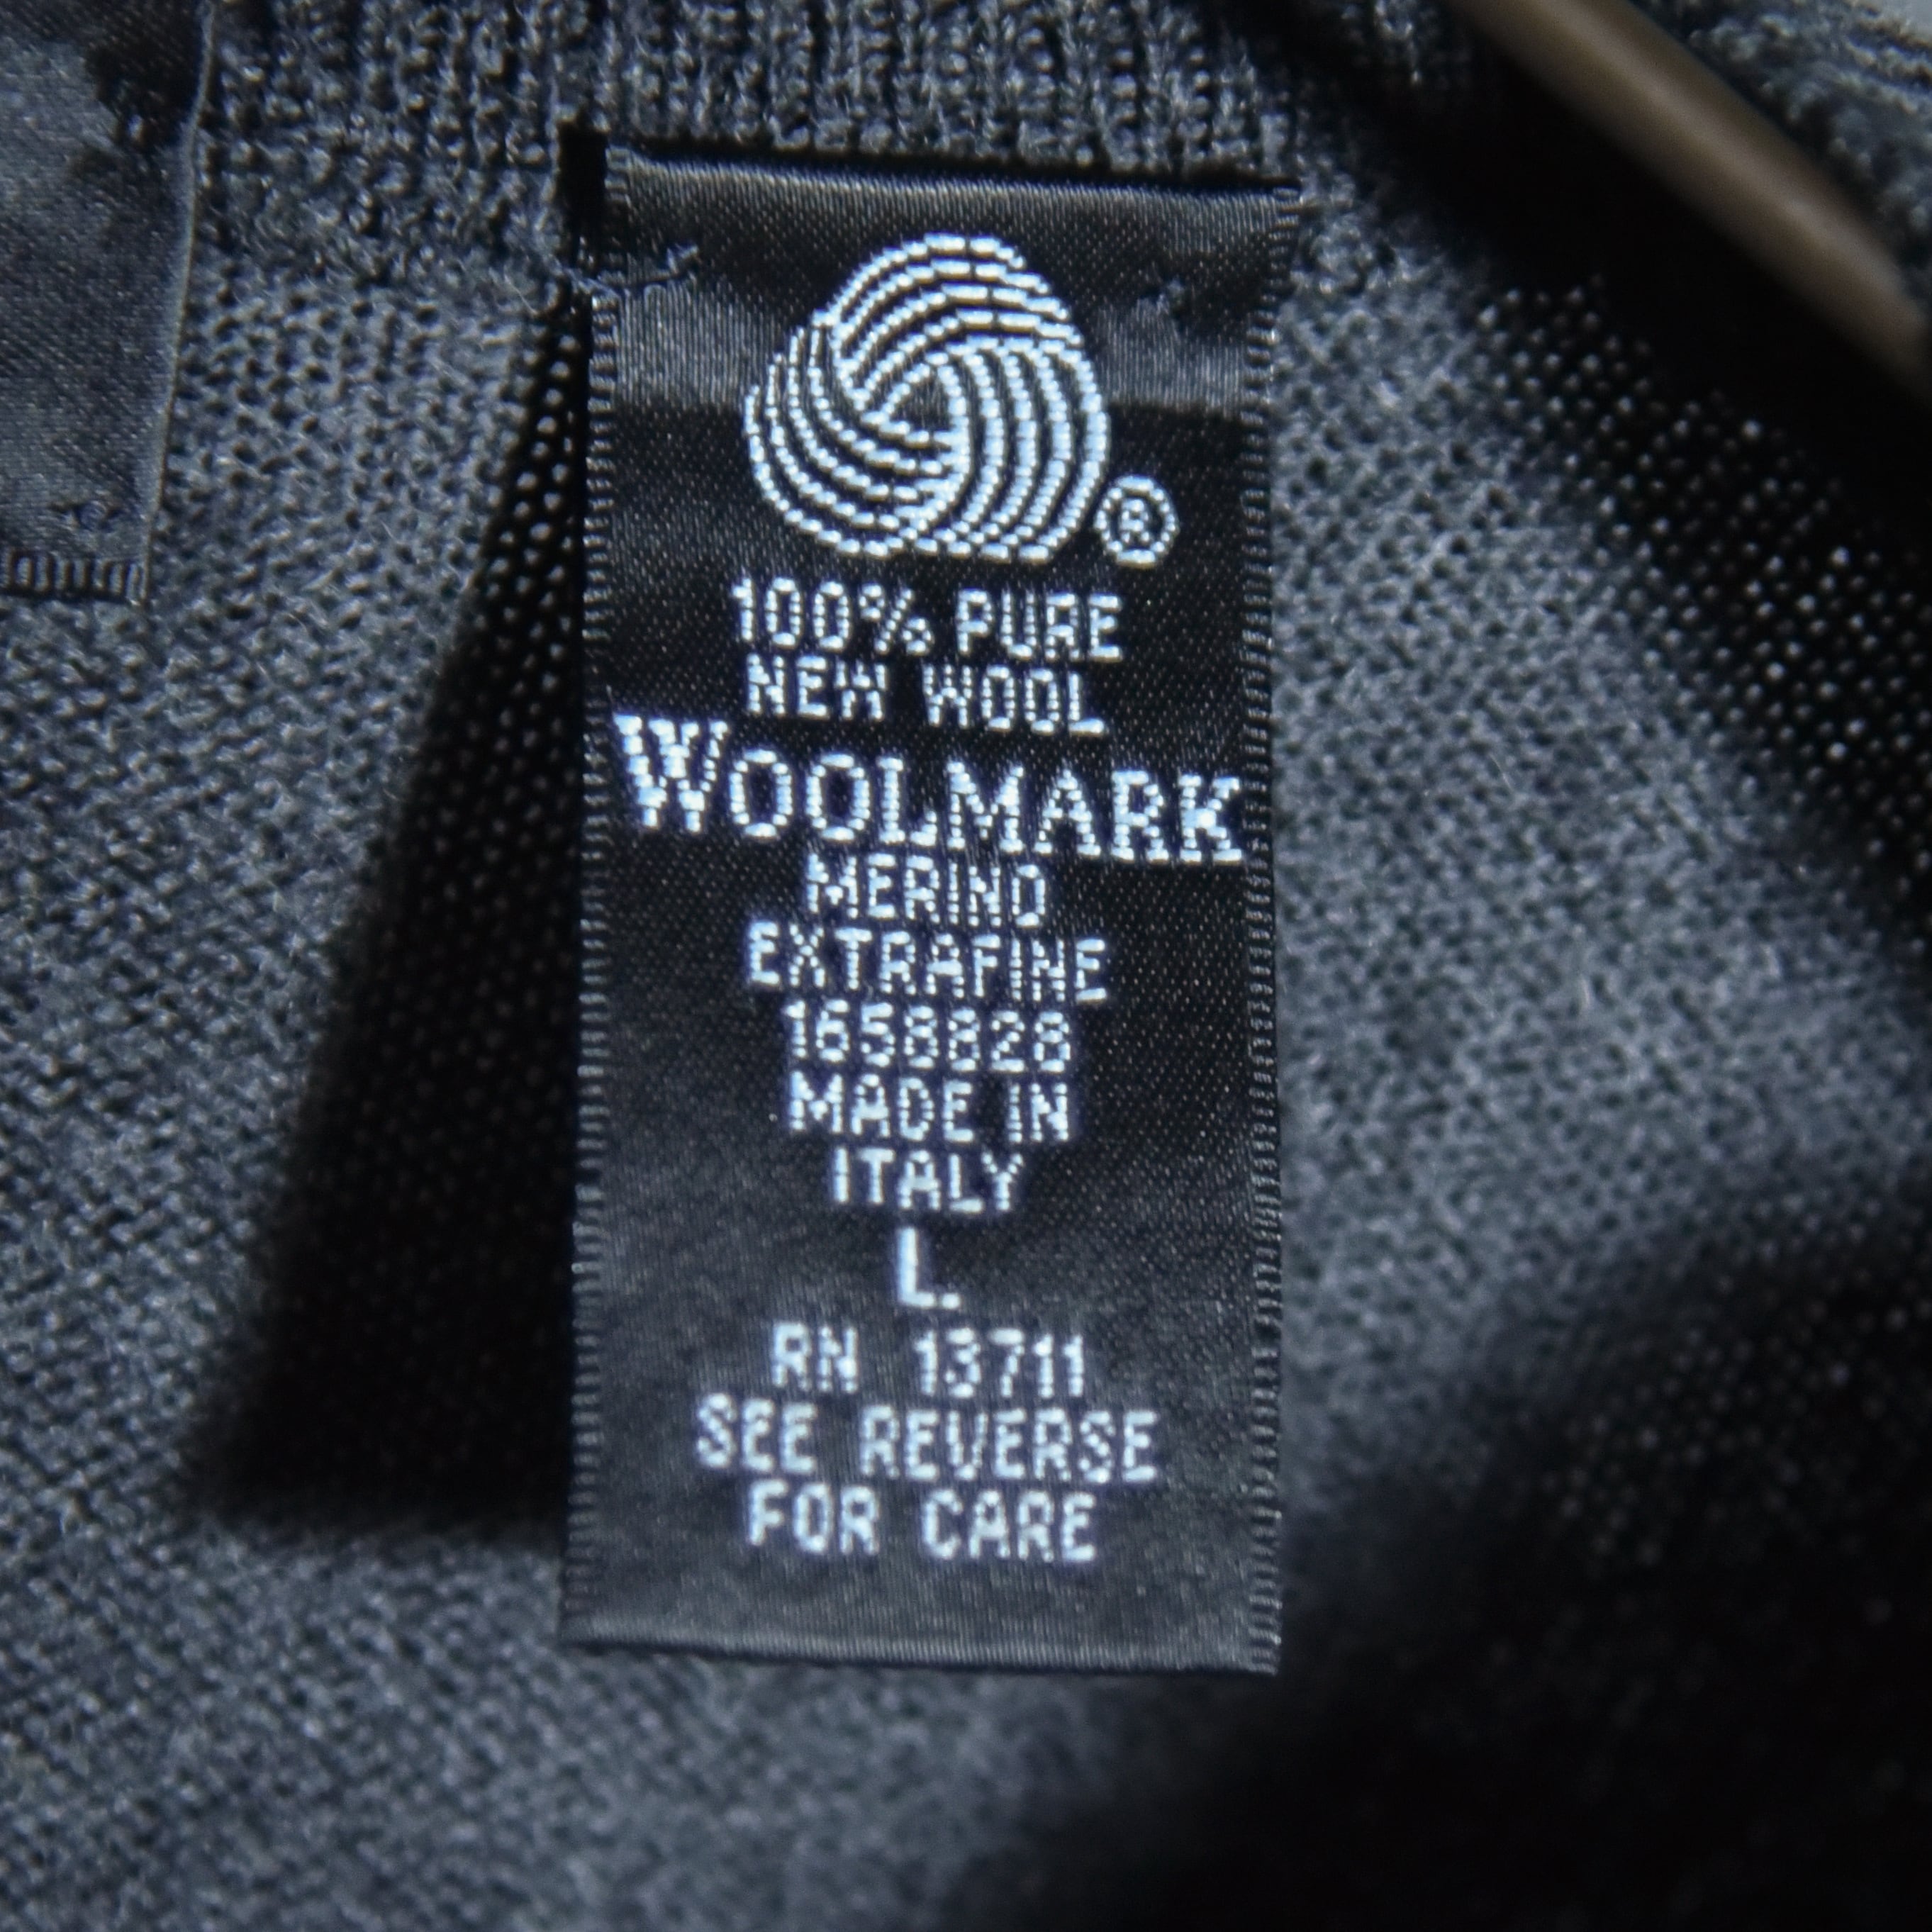 ®
100% PURE
NEW WOOL
WOOLMARK
MERINO
EXTRAFINE
1658828
MADE IN
ITALY
L.
RN 13711
SEE REVERSE
FOR CARE